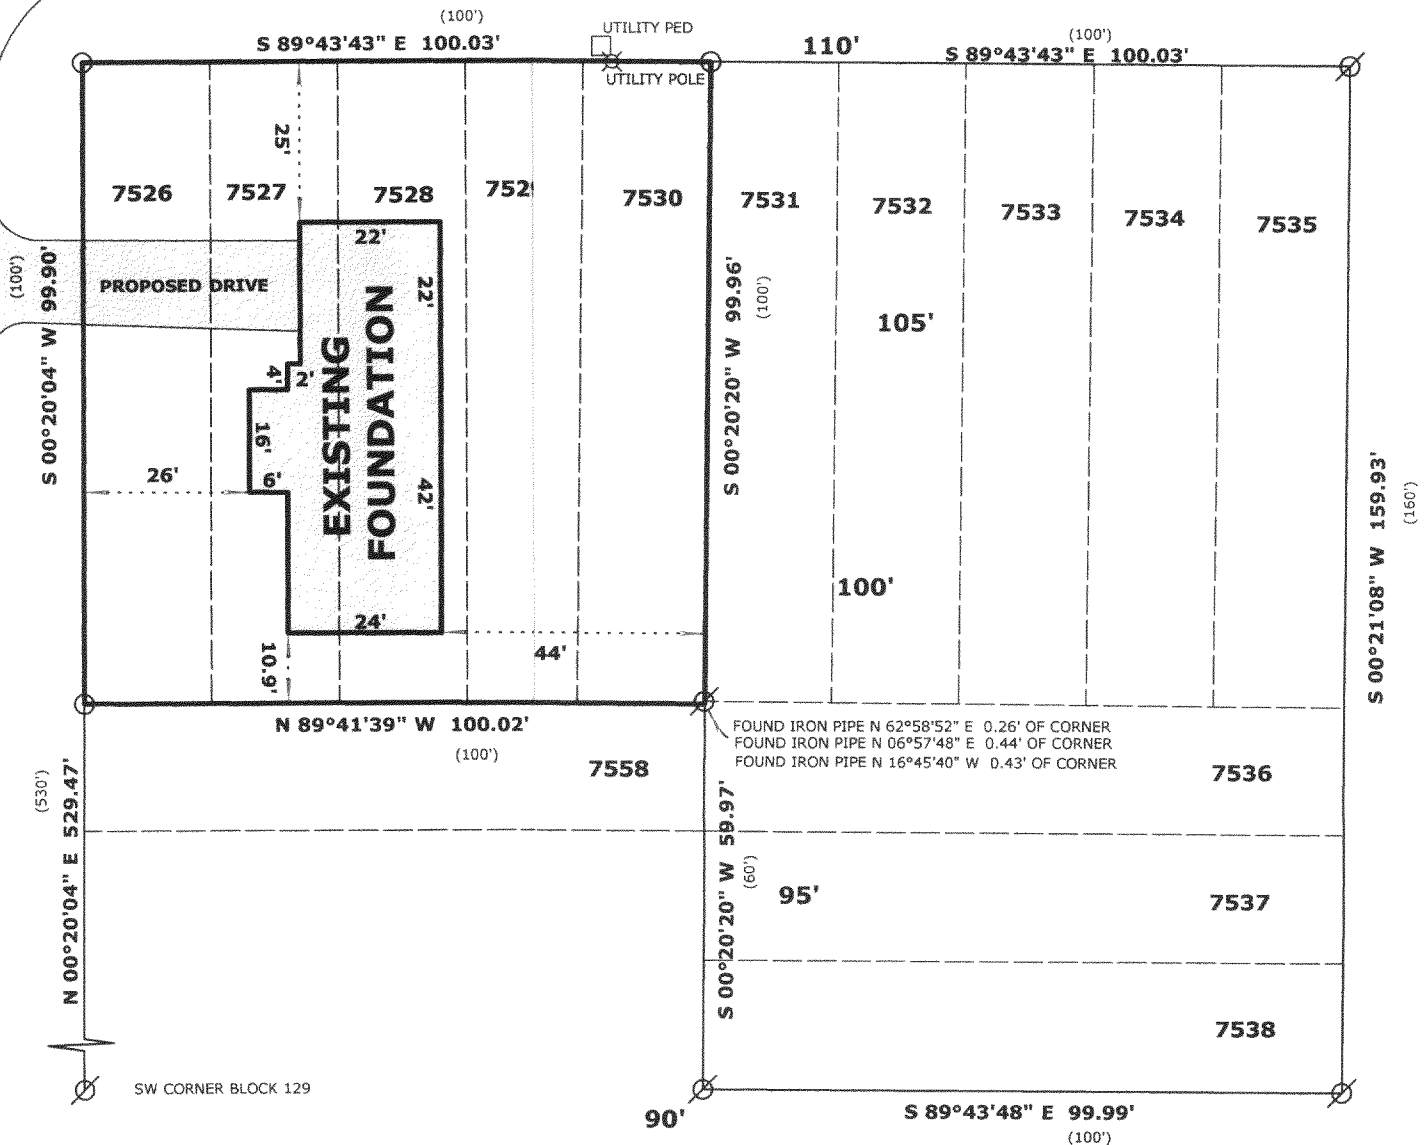 (100')
S 89°43'43" E 100.03'
UTILITY PED
UTILITY POLE
110'
(100')
S 89°43'43" E 100.03'
25'
7526
7527
7528
752
7530
7531
7532
7533
7534
7535
22'
22'
PROPOSED DRIVE
(100')
S 00°20'04" W 99.90'
S 00°20'20" W 99.96'
(100')
105'
EXISTING
FOUNDATION
4'
2'
16'
6'
26'
42'
24'
44'
10.9'
100'
S 00°21'08" W 159.93'
(160')
N 89°41'39" W 100.02'
(100')
FOUND IRON PIPE N 62°58'52" E 0.26' OF CORNER
FOUND IRON PIPE N 06°57'48" E 0.44' OF CORNER
FOUND IRON PIPE N 16°45'40" W 0.43' OF CORNER
7558
7536
(530')
N 00°20'04" E 529.47'
S 00°20'20" W 59.97'
(60')
95'
7537
7538
SW CORNER BLOCK 129
90'
S 89°43'48" E 99.99'
(100')